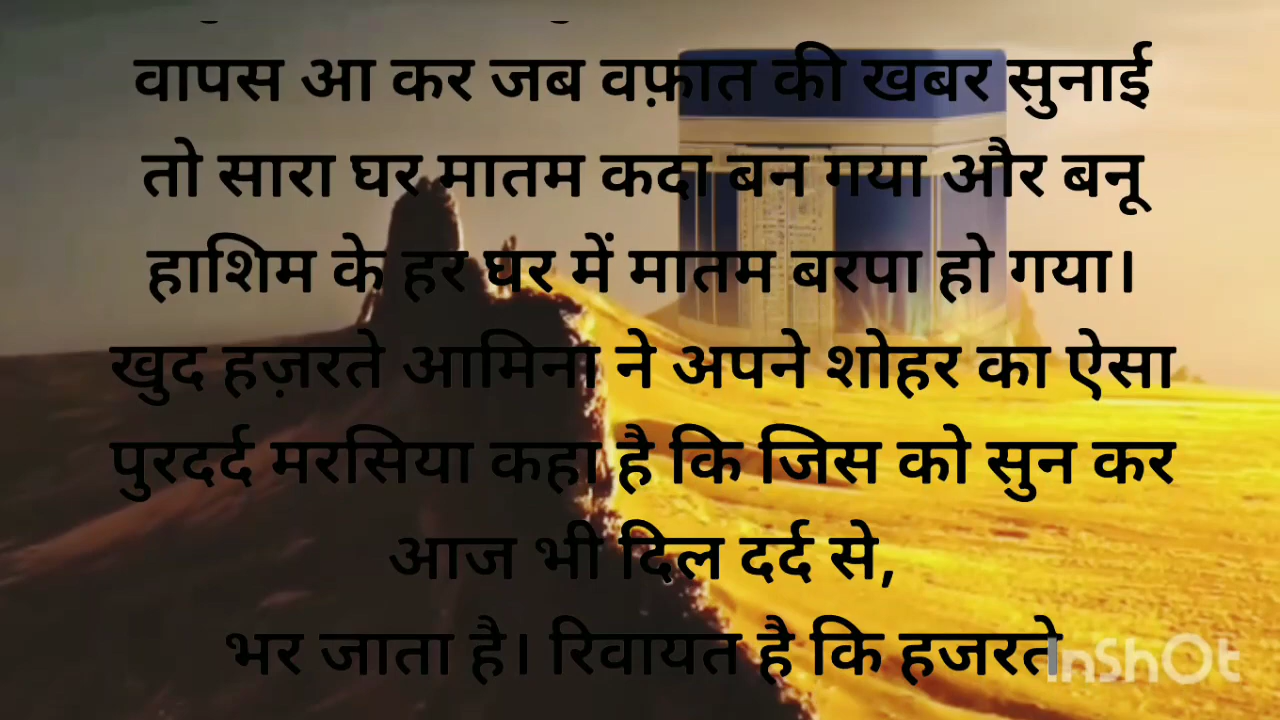 वापस आ कर जब वफ़ात की खबर सुनाई
तो सारा घर मातम कदा बन गया और बनू
हाशिम के हर घर में मातम बरपा हो गया।
खुद हज़रते आमिना ने अपने शोहर का ऐसा
पुरदर्द मरसिया कहा है कि जिस को सुन कर
आज भी दिल दर्द से,
भर जाता है। रिवायत है कि हजरते
InShOt